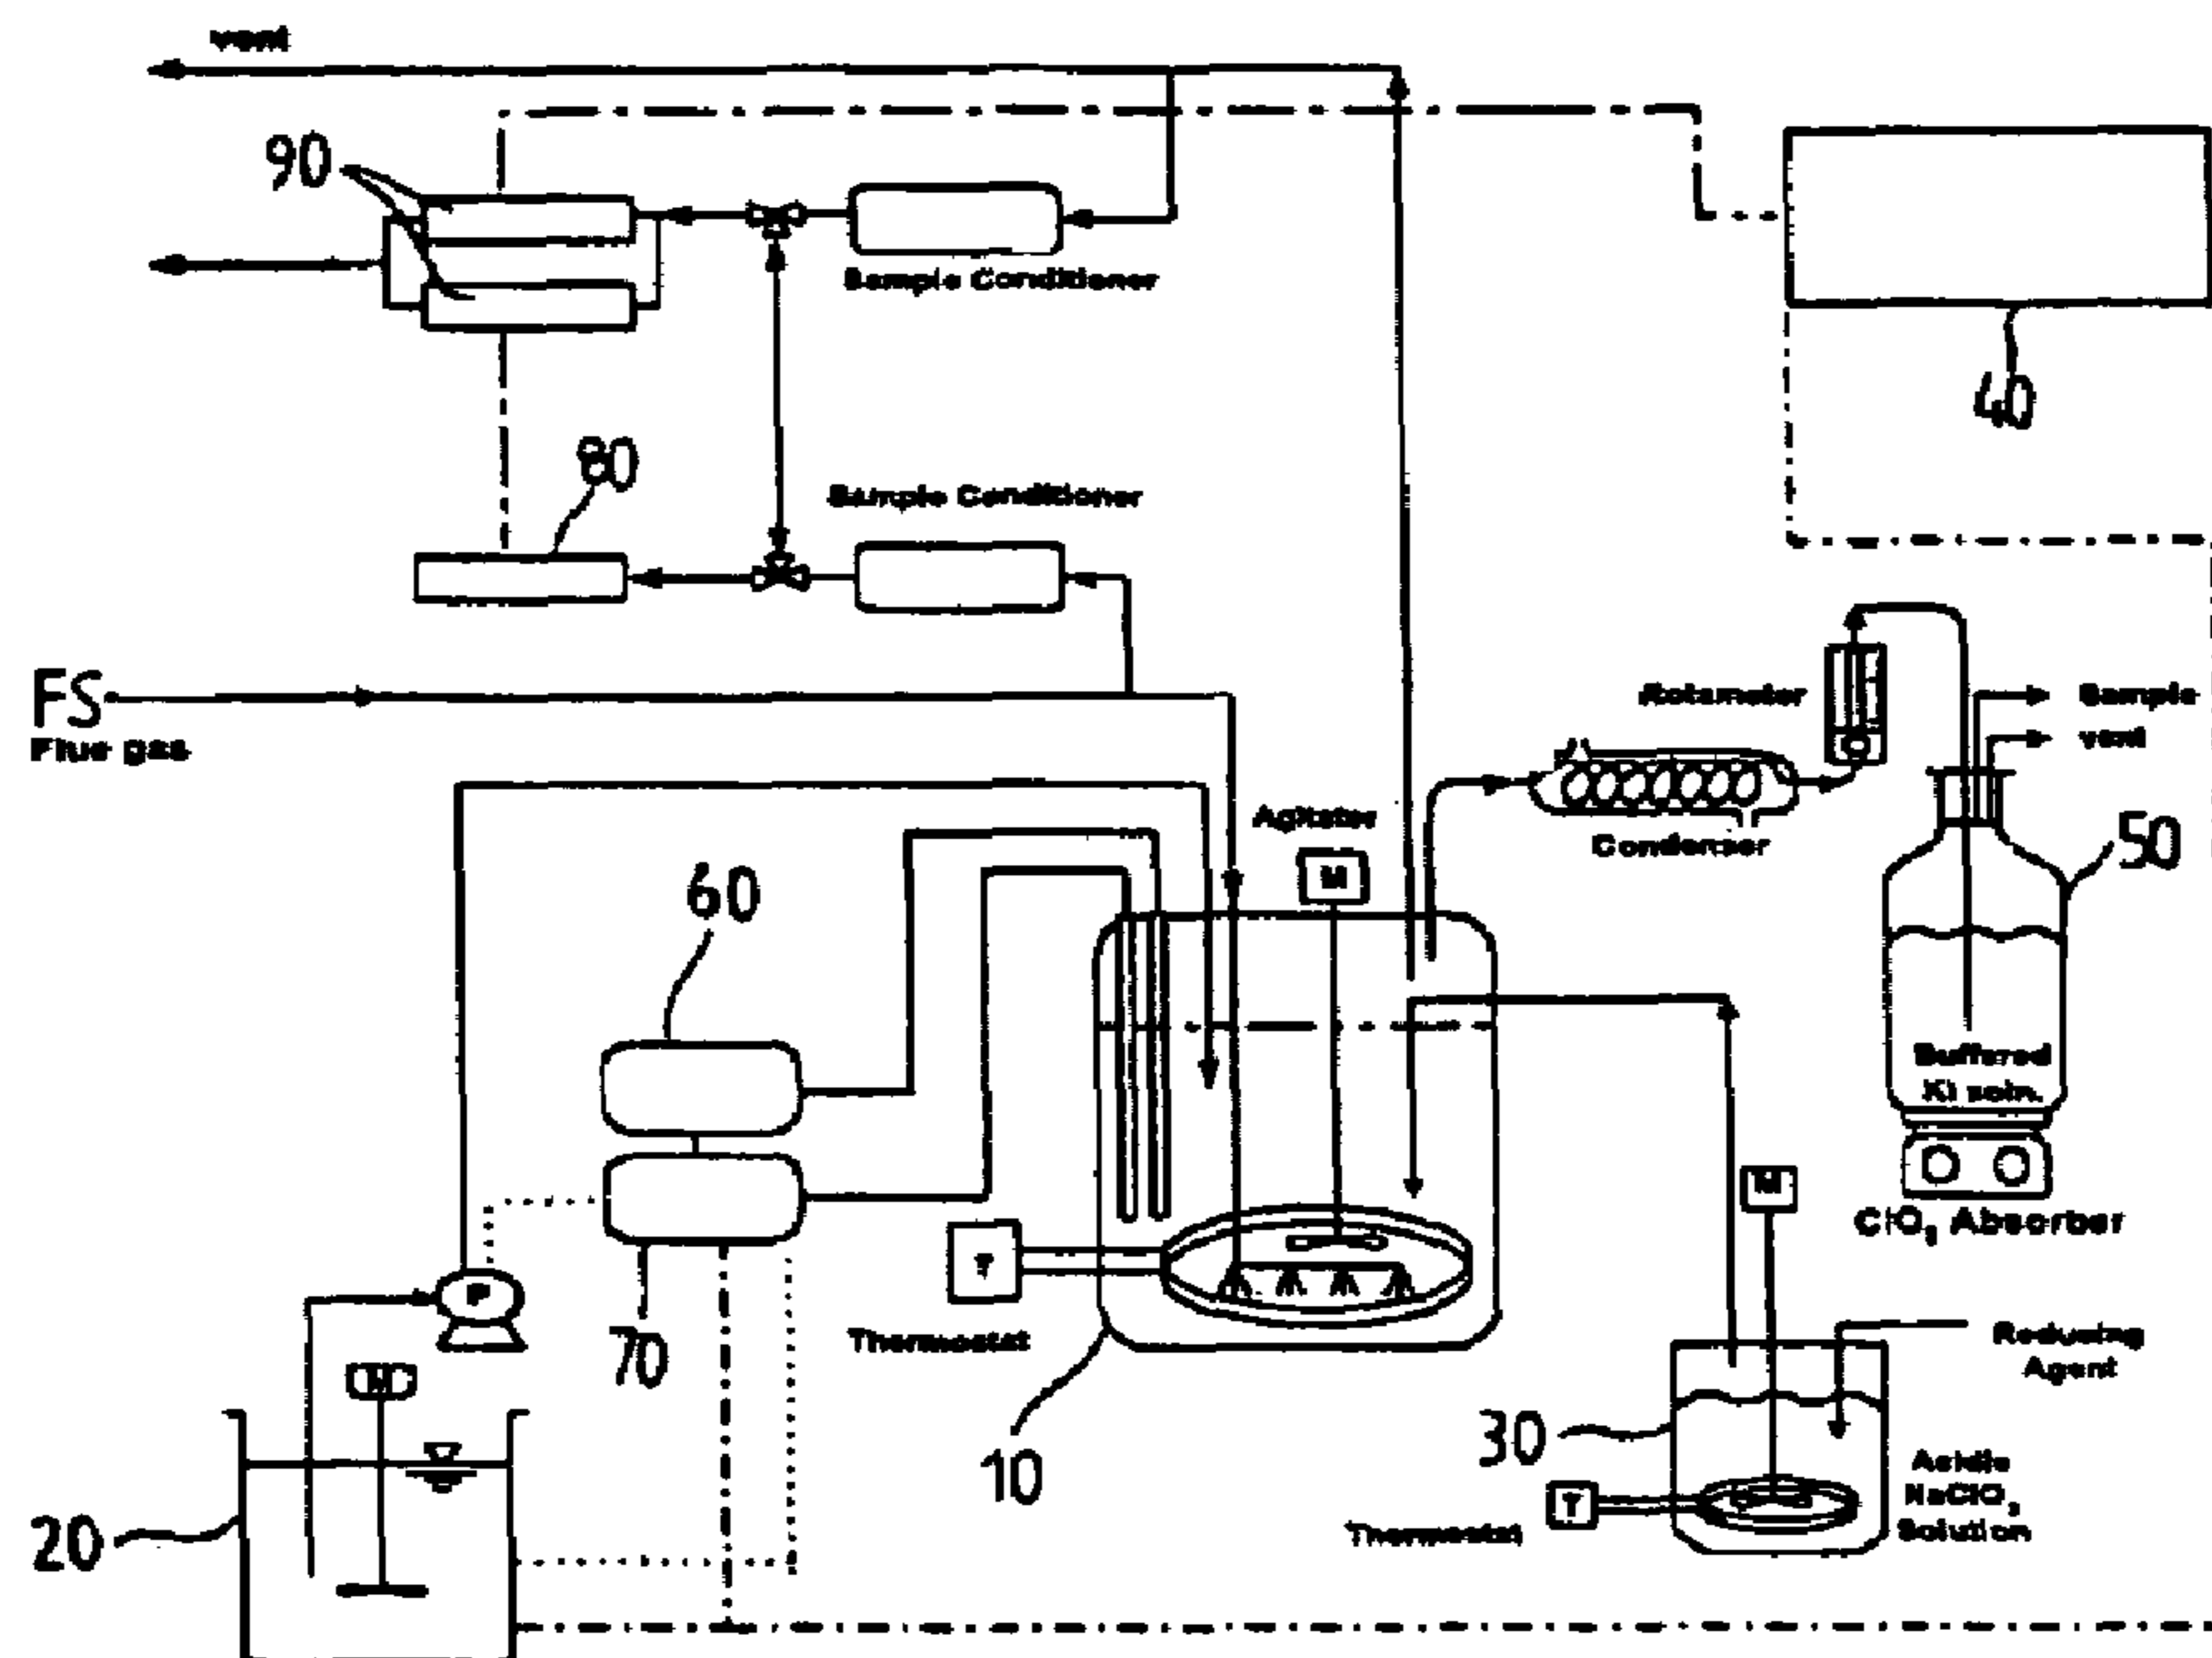 vent
90
Sample Conditioner
40
80
Sample Conditioner
FS
Flue gas
Rotameter
Sample
vent
Agitator
M
Condenser
50
60
Buffered
KI soln.
M
ClO₂ Absorber
T
P
Thermostat
70
Reducing
Agent
M
10
30
Acidic
NaClO₃
Solution
T
Thermostat
20